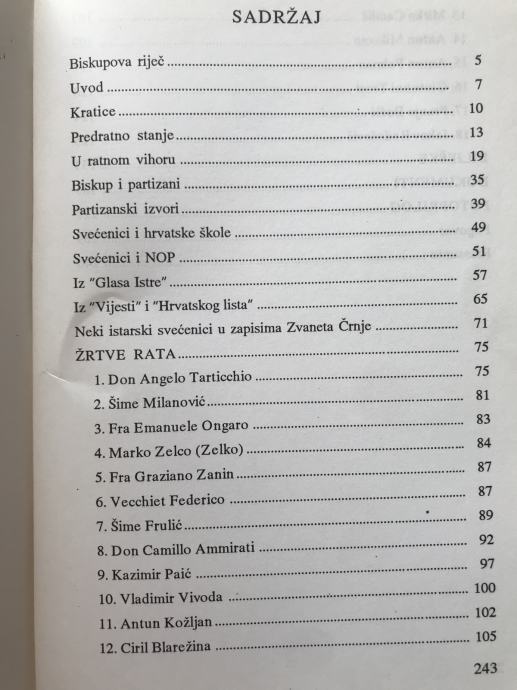 SADRŽAJ
Biskupova riječ 5
Uvod 7
Kratice 10
Predratno stanje 13
U ratnom vihoru 19
Biskup i partizani 35
Partizanski izvori 39
Svećenici i hrvatske škole 49
Svećenici i NOP 51
Iz "Glasa Istre" 57
Iz "Vijesti" i "Hrvatskog lista" 65
Neki istarski svećenici u zapisima Zvaneta Črnje 71
ŽRTVE RATA 75
1. Don Angelo Tarticchio 75
2. Šime Milanović 81
3. Fra Emanuele Ongaro 83
4. Marko Zelco (Zelko) 84
5. Fra Graziano Zanin 87
6. Vecchiet Federico 87
7. Šime Frulić 89
8. Don Camillo Ammirati 92
9. Kazimir Paić 97
10. Vladimir Vivoda 100
11. Antun Kožljan 102
12. Ciril Blarežina 105
243